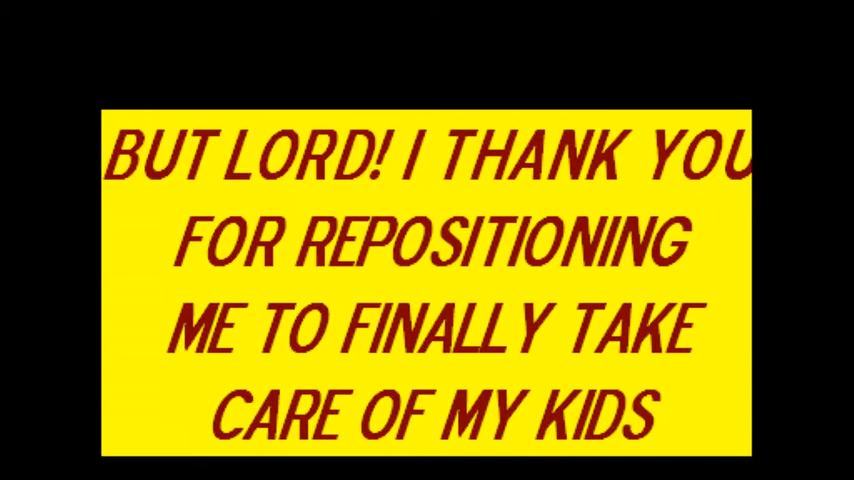 BUT LORD! I THANK YOU
FOR REPOSITIONING
ME TO FINALLY TAKE
CARE OF MY KIDS